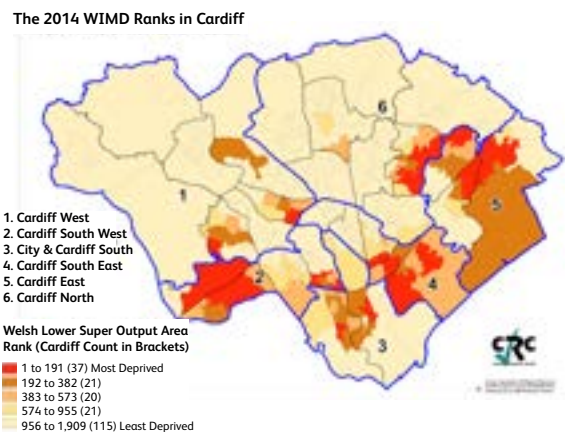 The 2014 WIMD Ranks in Cardiff
6
1
5
2
4
3
1. Cardiff West
2. Cardiff South West
3. City & Cardiff South
4. Cardiff South East
5. Cardiff East
6. Cardiff North
Welsh Lower Super Output Area
Rank (Cardiff Count in Brackets)
1 to 191 (37) Most Deprived
192 to 382 (21)
383 to 573 (20)
574 to 955 (21)
956 to 1,909 (115) Least Deprived
CRC